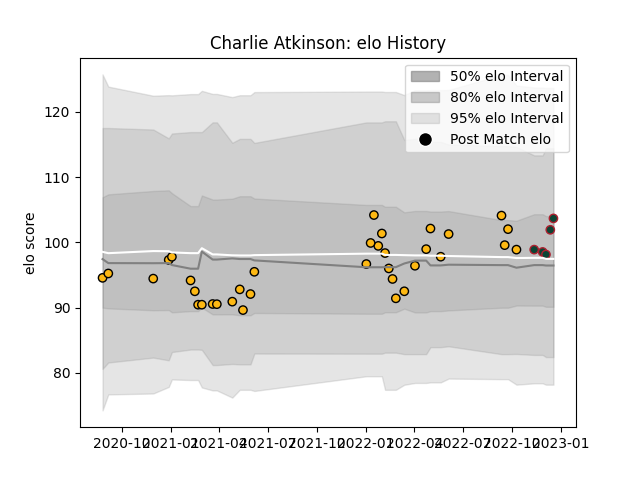 Charlie Atkinson: elo History
50% elo Interval
80% elo Interval
95% elo Interval
Post Match elo
elo score
120
110
100
90
80
2020-10 2021-01 2021-04 2021-07 2021-10 2022-01 2022-04 2022-07 2022-10 2023-01